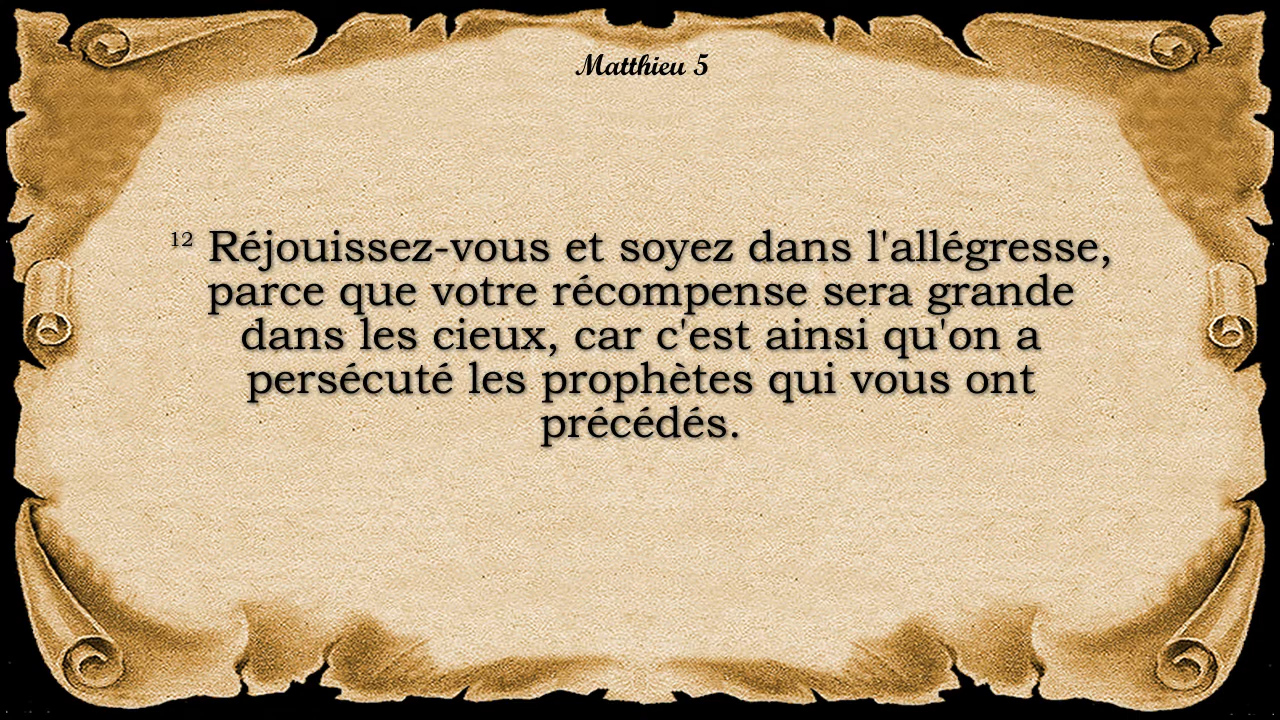 Matthieu 5
12 Réjouissez-vous et soyez dans l'allégresse,
parce que votre récompense sera grande
dans les cieux, car c'est ainsi qu'on a
persécuté les prophètes qui vous ont
précédés.